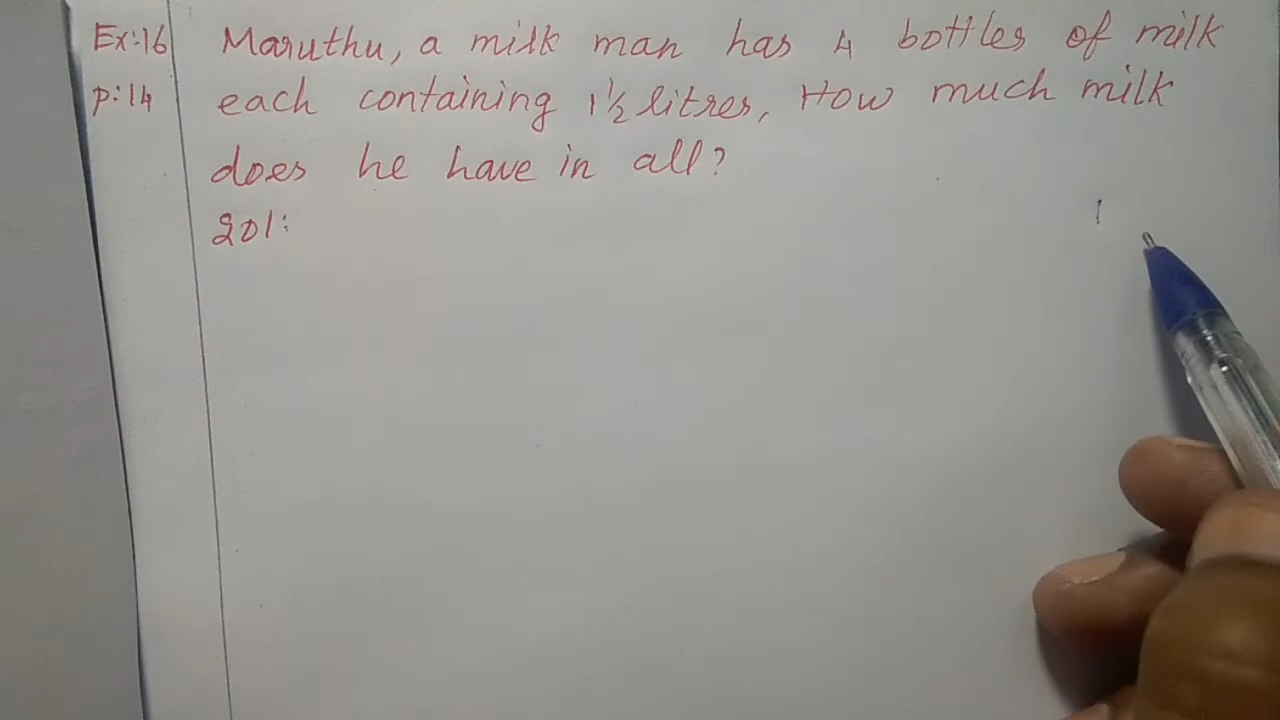 Ex:16 Maruthu, a milk man has 4 bottles of milk
p:14 each containing 1½ litres, How much milk
does he have in all?
Sol:
1